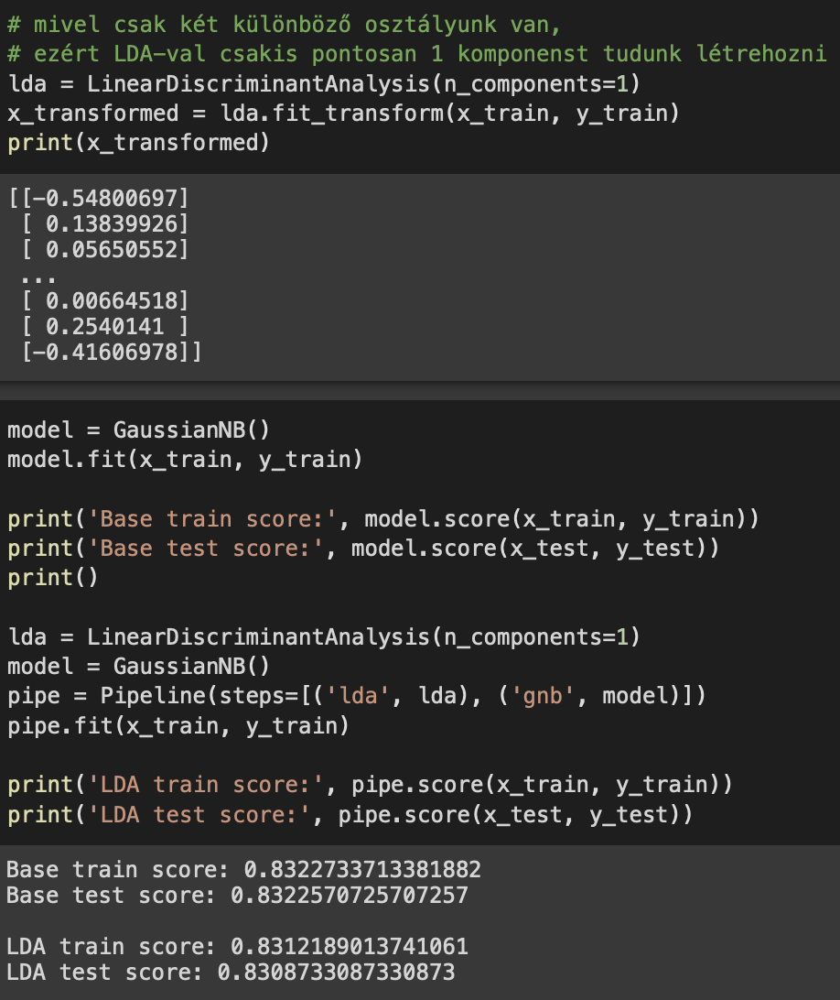 # mivel csak két különböző osztályunk van,
# ezért LDA-val csakis pontosan 1 komponenst tudunk létrehozni
lda = LinearDiscriminantAnalysis(n_components=1)
x_transformed = lda.fit_transform(x_train, y_train)
print(x_transformed)
[[-0.54800697]
 [ 0.13839926]
 [ 0.05650552]
 ...
 [ 0.00664518]
 [ 0.2540141 ]
 [-0.41606978]]
model = GaussianNB()
model.fit(x_train, y_train)
print('Base train score:', model.score(x_train, y_train))
print('Base test score:', model.score(x_test, y_test))
print()
lda = LinearDiscriminantAnalysis(n_components=1)
model = GaussianNB()
pipe = Pipeline(steps=[('lda', lda), ('gnb', model)])
pipe.fit(x_train, y_train)
print('LDA train score:', pipe.score(x_train, y_train))
print('LDA test score:', pipe.score(x_test, y_test))
Base train score: 0.8322733713381882
Base test score: 0.8322570725707257
LDA train score: 0.8312189013741061
LDA test score: 0.8308733087330873